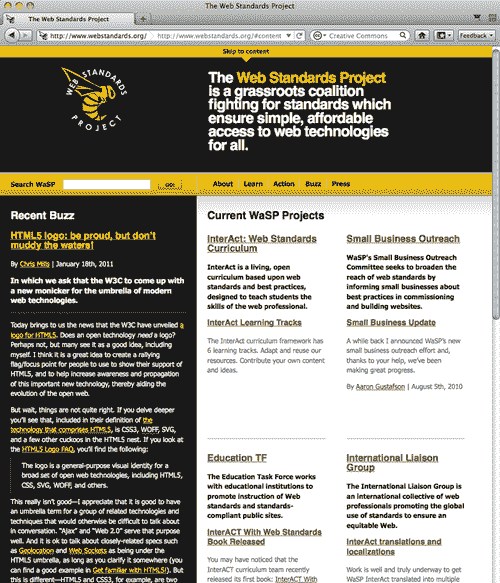 The Web Standards Project
The Web Standards Project
http://www.webstandards.org/
http://www.webstandards.org/#content
Creative Commons
Feedback
Skip to content
WEB STANDARDS
PROJECT
The Web Standards Project
is a grassroots coalition
fighting for standards which
ensure simple, affordable
access to web technologies
for all.
Search WaSP
GO!
About Learn Action Buzz Press
Recent Buzz
HTML5 logo: be proud, but don't
muddy the waters!
By Chris Mills | January 18th, 2011
In which we ask that the W3C to come up with
a new monicker for the umbrella of modern
web technologies.
Today brings to us the news that the W3C have unveiled a
logo for HTML5. Does an open technology need a logo?
Perhaps not, but many see it as a good idea, including
myself. I think it is a great idea to create a rallying
flag/focus point for people to use to show their support of
HTML5, and to help increase awareness and propagation
of this important new technology, thereby aiding the
evolution of the open web.
But wait, things are not quite right. If you delve deeper
you'll see that, included in their definition of the
technology that comprises HTML5, is CSS3, WOFF, SVG,
and a few other cuckoos in the HTML5 nest. If you look at
the HTML5 Logo FAQ, you'll find the following:
The logo is a general-purpose visual identity for a
broad set of open web technologies, including HTML5,
CSS, SVG, WOFF, and others.
This really isn't good—I appreciate that it is good to have
an umbrella term for a group of related technologies and
techniques that would otherwise be difficult to talk about
in conversation. "Ajax" and "Web 2.0" serve that purpose
well. And it is ok to talk about closely-related specs such
as Geolocation and Web Sockets as being under the
HTML5 umbrella, as long as you clarify it somewhere (you
can find a good example in Get familiar with HTML5!). But
this is different—HTML5 and CSS3, for example, are two
Current WaSP Projects
InterAct: Web Standards
Curriculum
InterAct is a living, open
curriculum based upon web
standards and best practices,
designed to teach students the
skills of the web professional.
InterAct Learning Tracks
The InterAct curriculum framework has
6 learning tracks. Adapt and reuse our
resources. Contribute your own content
and ideas.
Small Business Outreach
WaSP's Small Business Outreach
Committee seeks to broaden the
reach of web standards by
informing small businesses about
best practices in commissioning
and building websites.
Small Business Update
A while back I announced WaSP's new
small business outreach effort and,
thanks to your help, we've been
making great progress.
By Aaron Gustafson | August 5th, 2010
Education TF
The Education Task Force works
with educational institutions to
promote instruction of Web
standards and standards-
compliant public sites.
InterACT With Web Standards
Book Released
You may have noticed that the
InterACT curriculum team recently
released its first book: InterACT With
International Liaison
Group
The International Liaison Group is
an international collective of web
professionals promoting the global
use of standards to ensure an
equitable Web.
InterAct translations and
localizations
Work is well and truly underway to get
WaSP InterAct translated into multiple